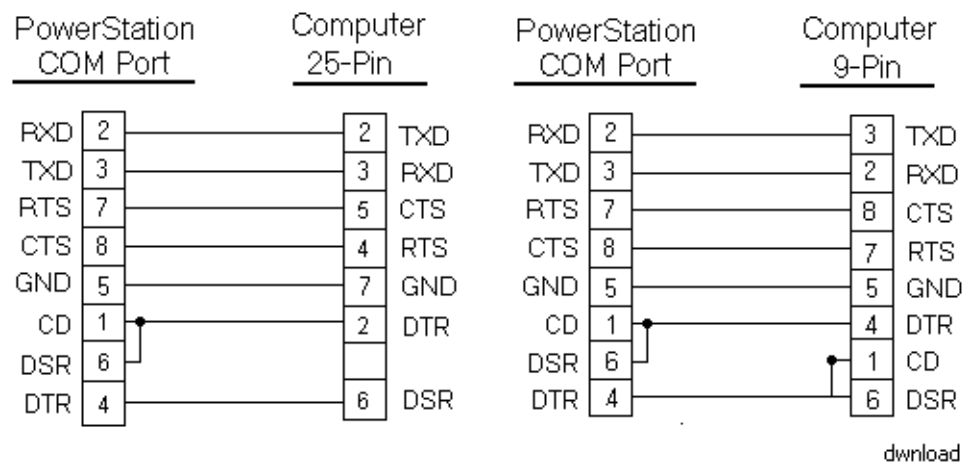 PowerStation Computer PowerStation Computer
COM Port 25-Pin COM Port 9-Pin
RXD 2 2 TXD RXD 2 3 TXD
TXD 3 3 RXD TXD 3 2 RXD
RTS 7 5 CTS RTS 7 8 CTS
CTS 8 4 RTS CTS 8 7 RTS
GND 5 7 GND GND 5 5 GND
CD 1 2 DTR CD 1 4 DTR
DSR 6 DSR 6 1 CD
DTR 4 6 DSR DTR 4 6 DSR
dwnload